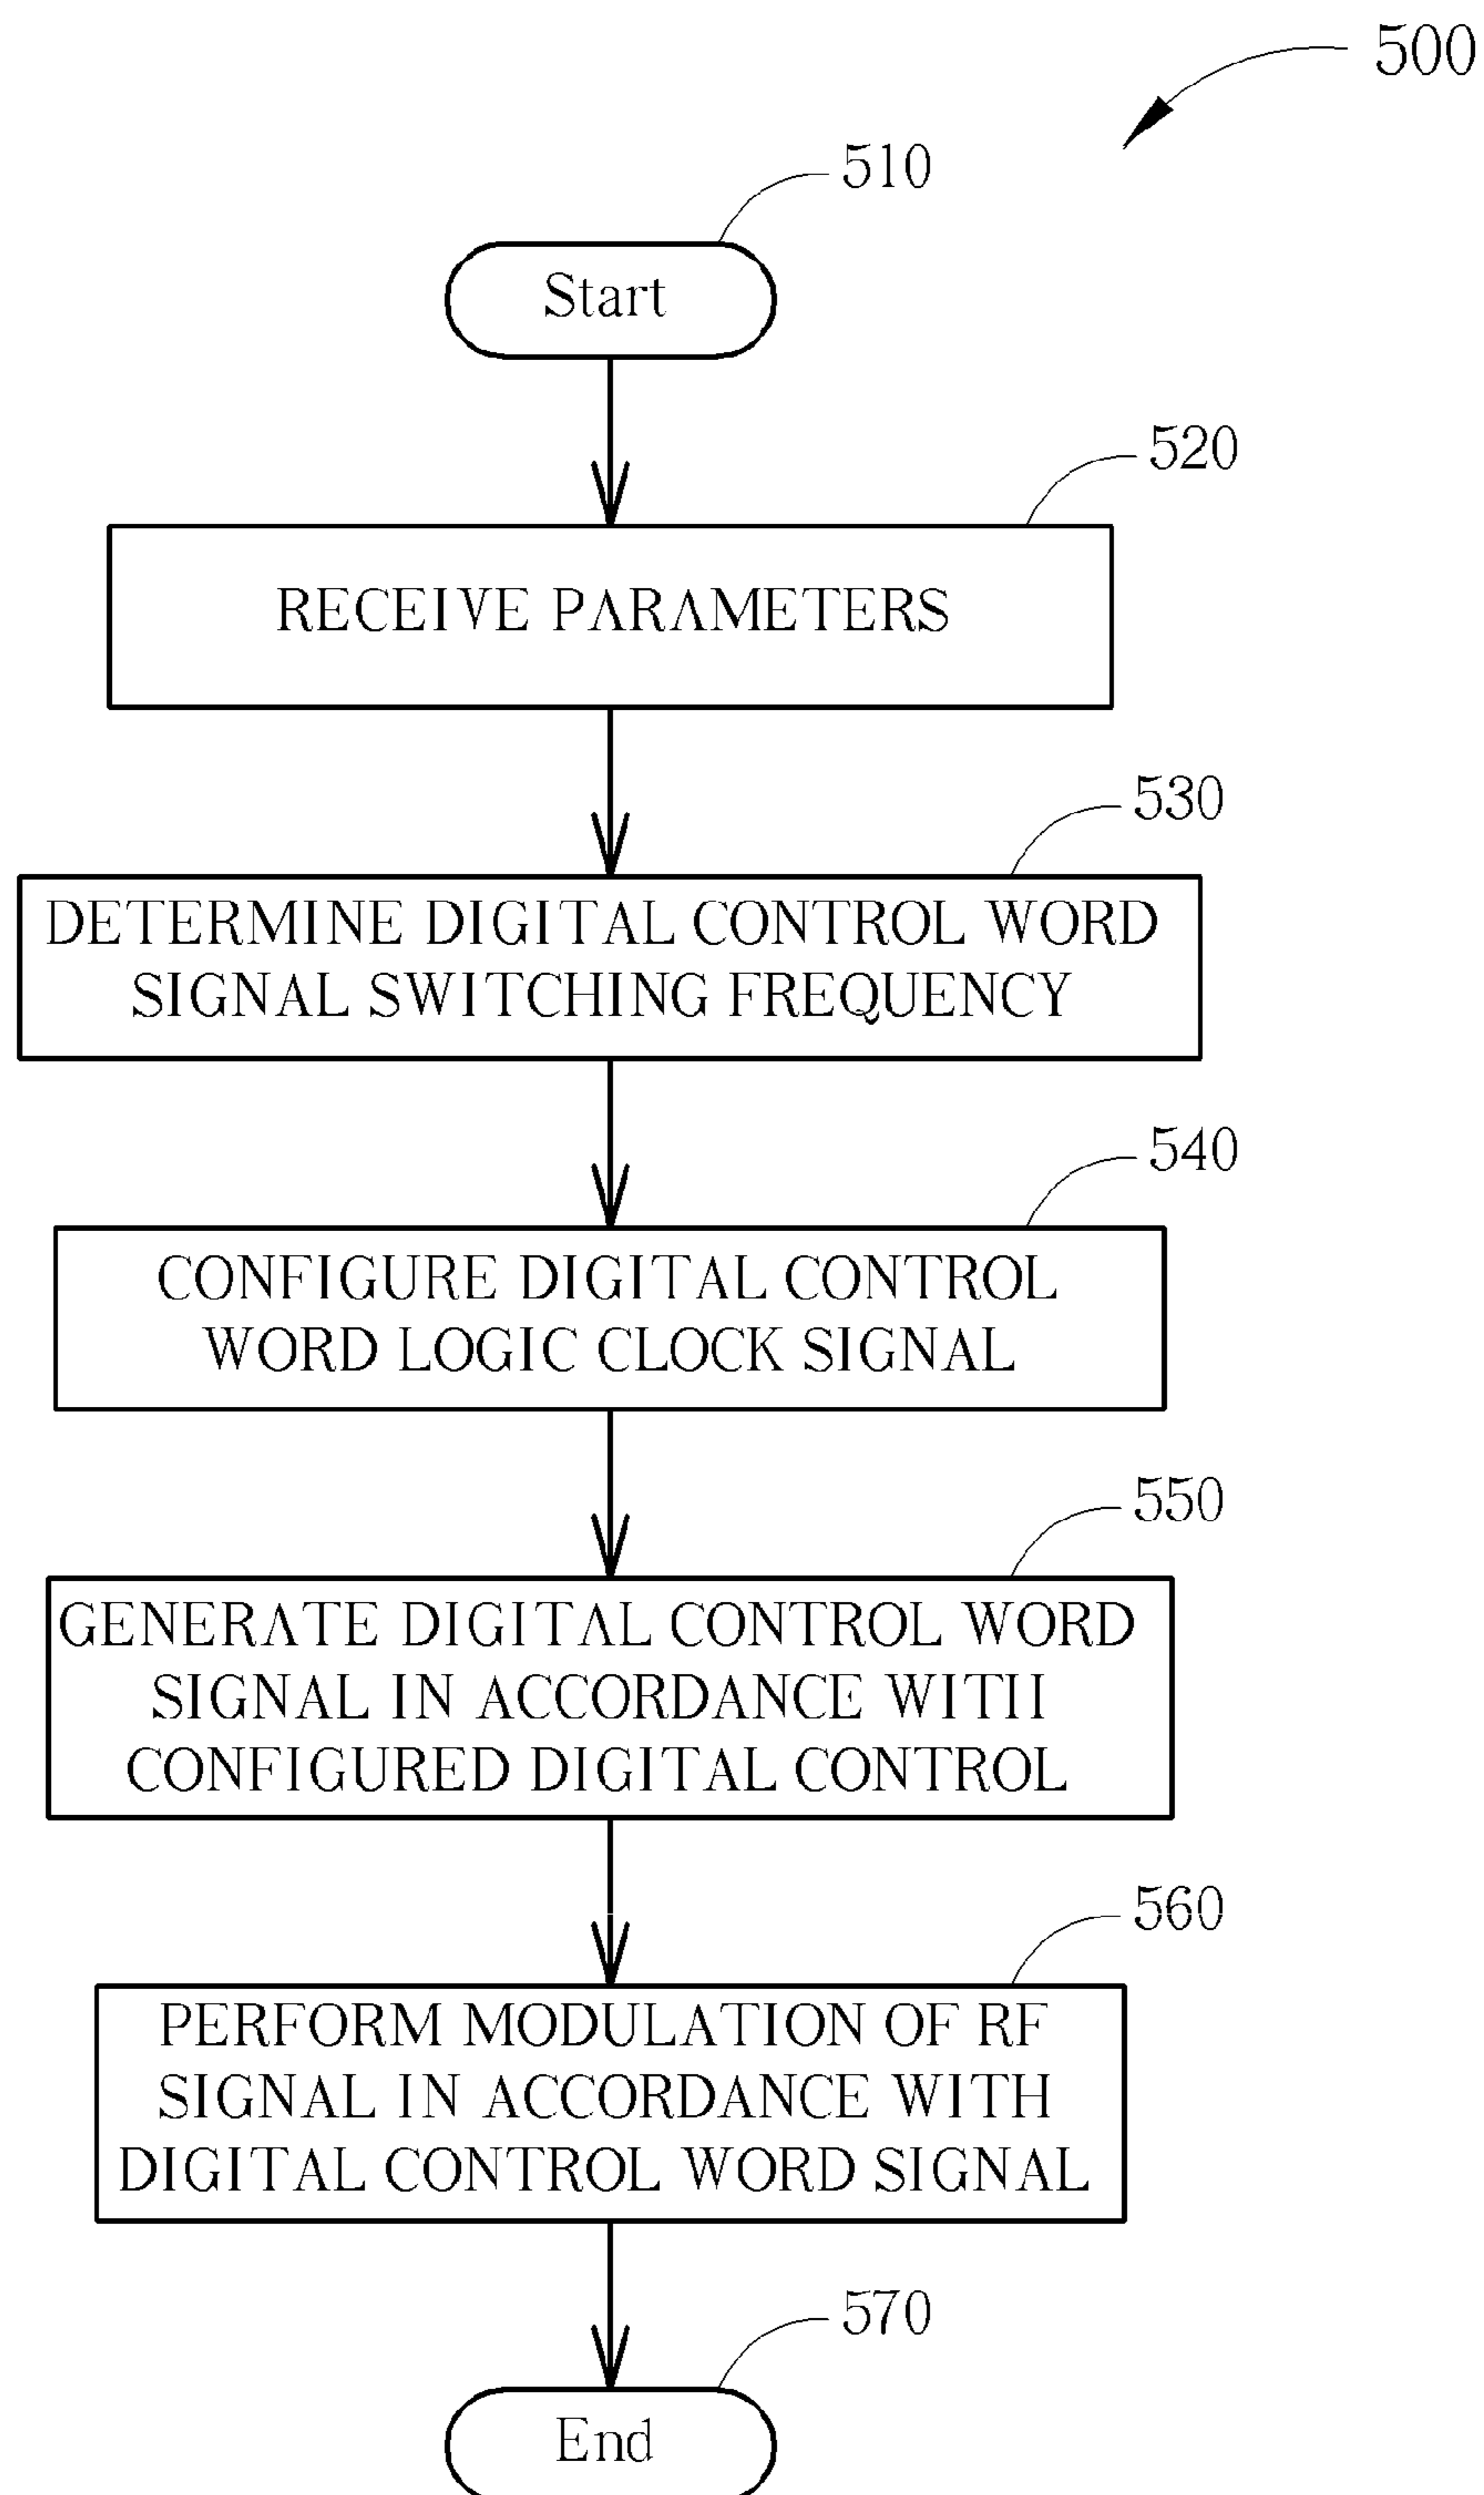 500
510
Start
520
RECEIVE PARAMETERS
530
DETERMINE DIGITAL CONTROL WORD
SIGNAL SWITCHING FREQUENCY
540
CONFIGURE DIGITAL CONTROL
WORD LOGIC CLOCK SIGNAL
550
GENERATE DIGITAL CONTROL WORD
SIGNAL IN ACCORDANCE WITH
CONFIGURED DIGITAL CONTROL
560
PERFORM MODULATION OF RF
SIGNAL IN ACCORDANCE WITH
DIGITAL CONTROL WORD SIGNAL
570
End